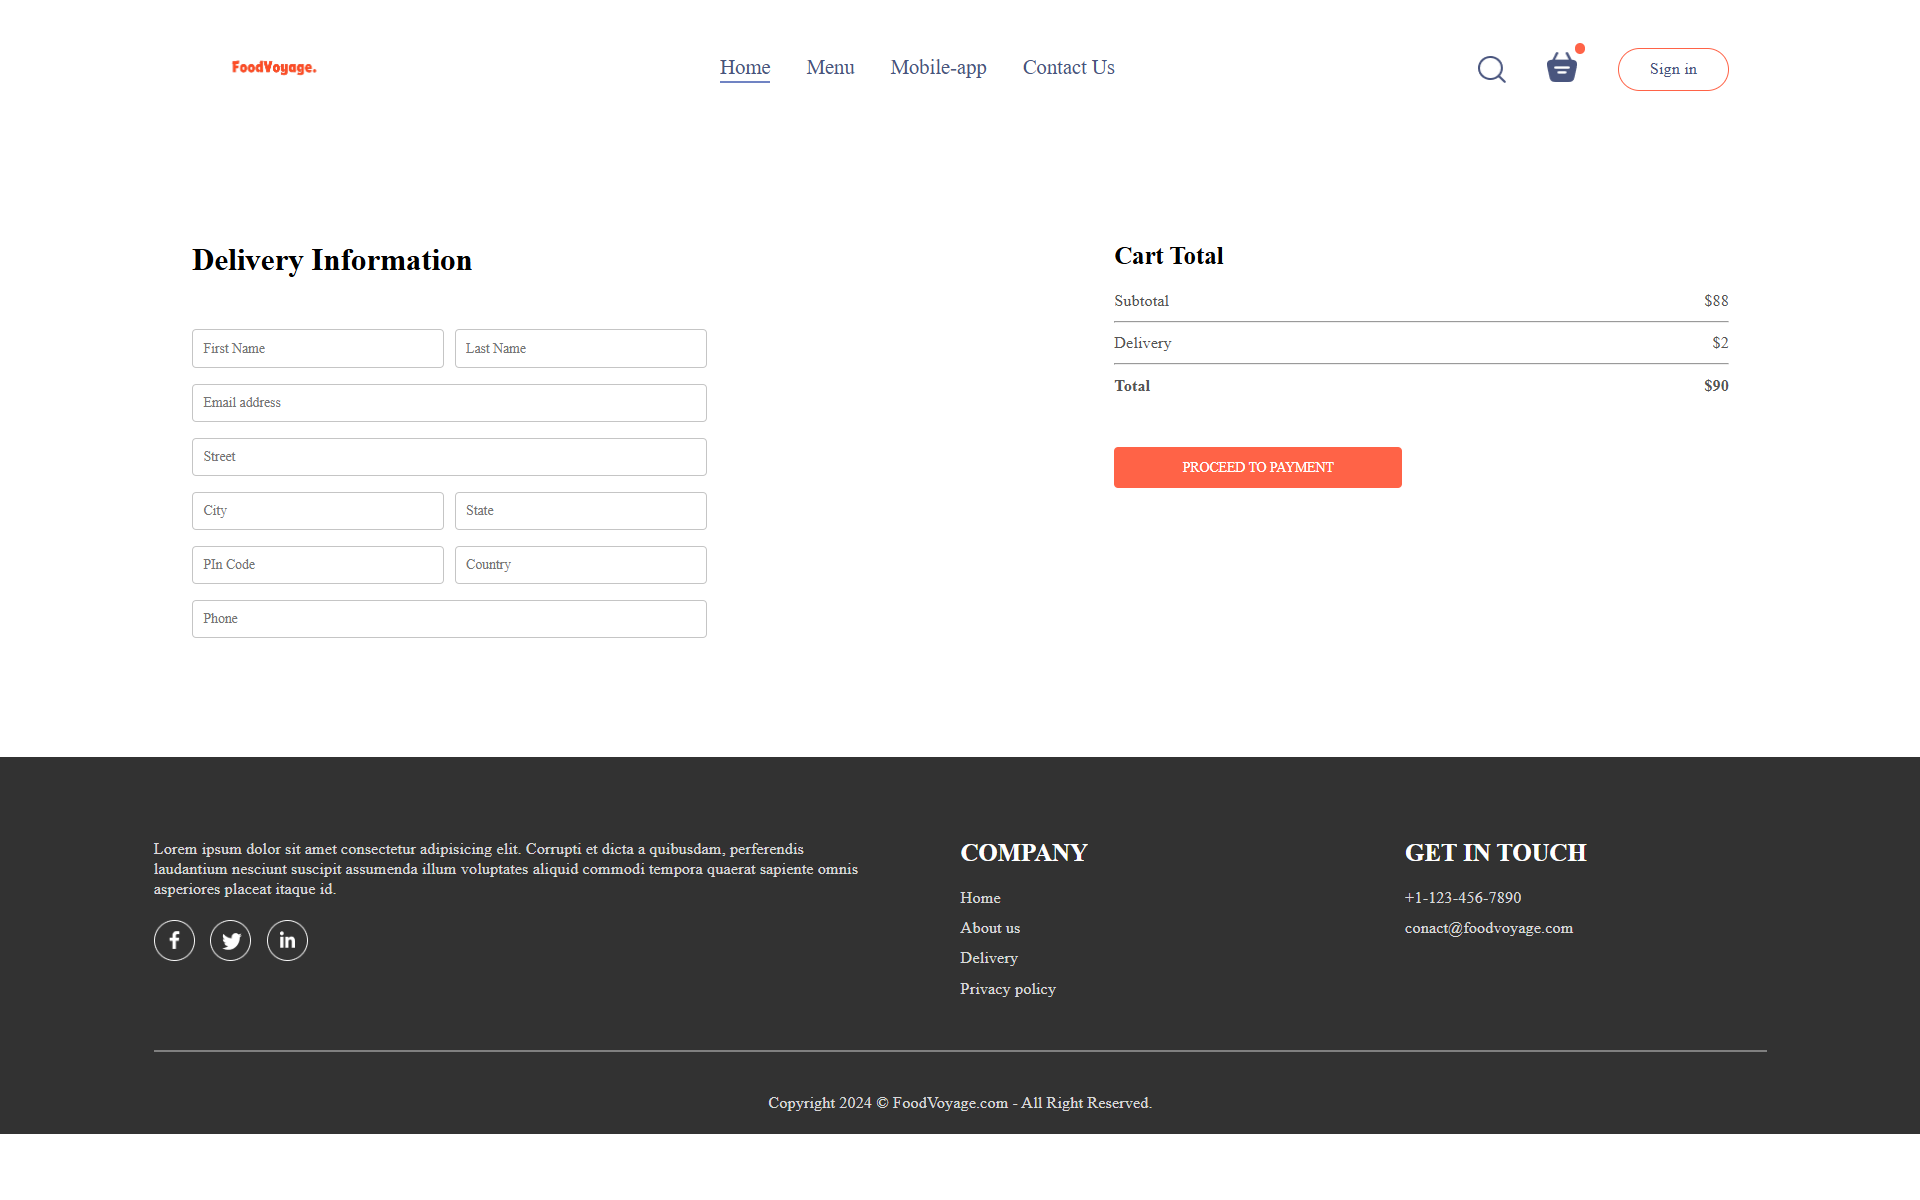 FoodVoyage.
Home Menu Mobile-app Contact Us
Sign in
Delivery Information
First Name Last Name
Email address
Street
City State
PIn Code Country
Phone
Cart Total
Subtotal $88
Delivery $2
Total $90
PROCEED TO PAYMENT
Lorem ipsum dolor sit amet consectetur adipisicing elit. Corrupti et dicta a quibusdam, perferendis
laudantium nesciunt suscipit assumenda illum voluptates aliquid commodi tempora quaerat sapiente omnis
asperiores placeat itaque id.
f in
COMPANY
Home
About us
Delivery
Privacy policy
GET IN TOUCH
+1-123-456-7890
conact@foodvoyage.com
Copyright 2024 © FoodVoyage.com - All Right Reserved.